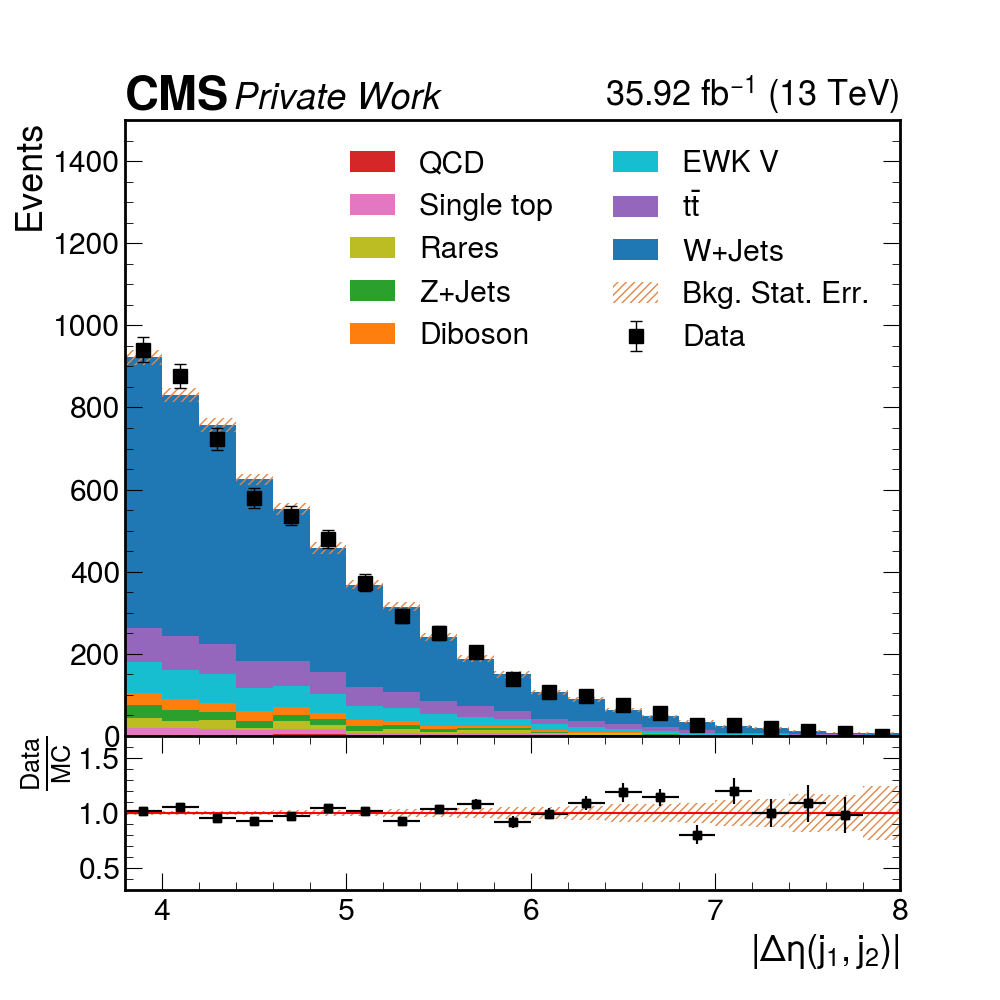 CMS Private Work 35.92 fb⁻¹ (13 TeV)
Events
1400
1200
1000
800
600
400
200
0
QCD
Single top
Rares
Z+Jets
Diboson
EWK V
tt̄
W+Jets
Bkg. Stat. Err.
Data
Data
MC
1.5
1.0
0.5
4 5 6 7 8
|Δη(j₁, j₂)|